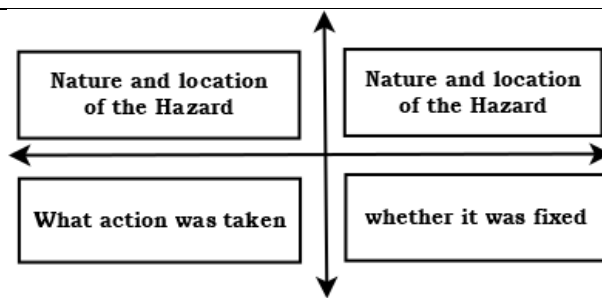 Nature and location
of the Hazard
Nature and location
of the Hazard
What action was taken
whether it was fixed